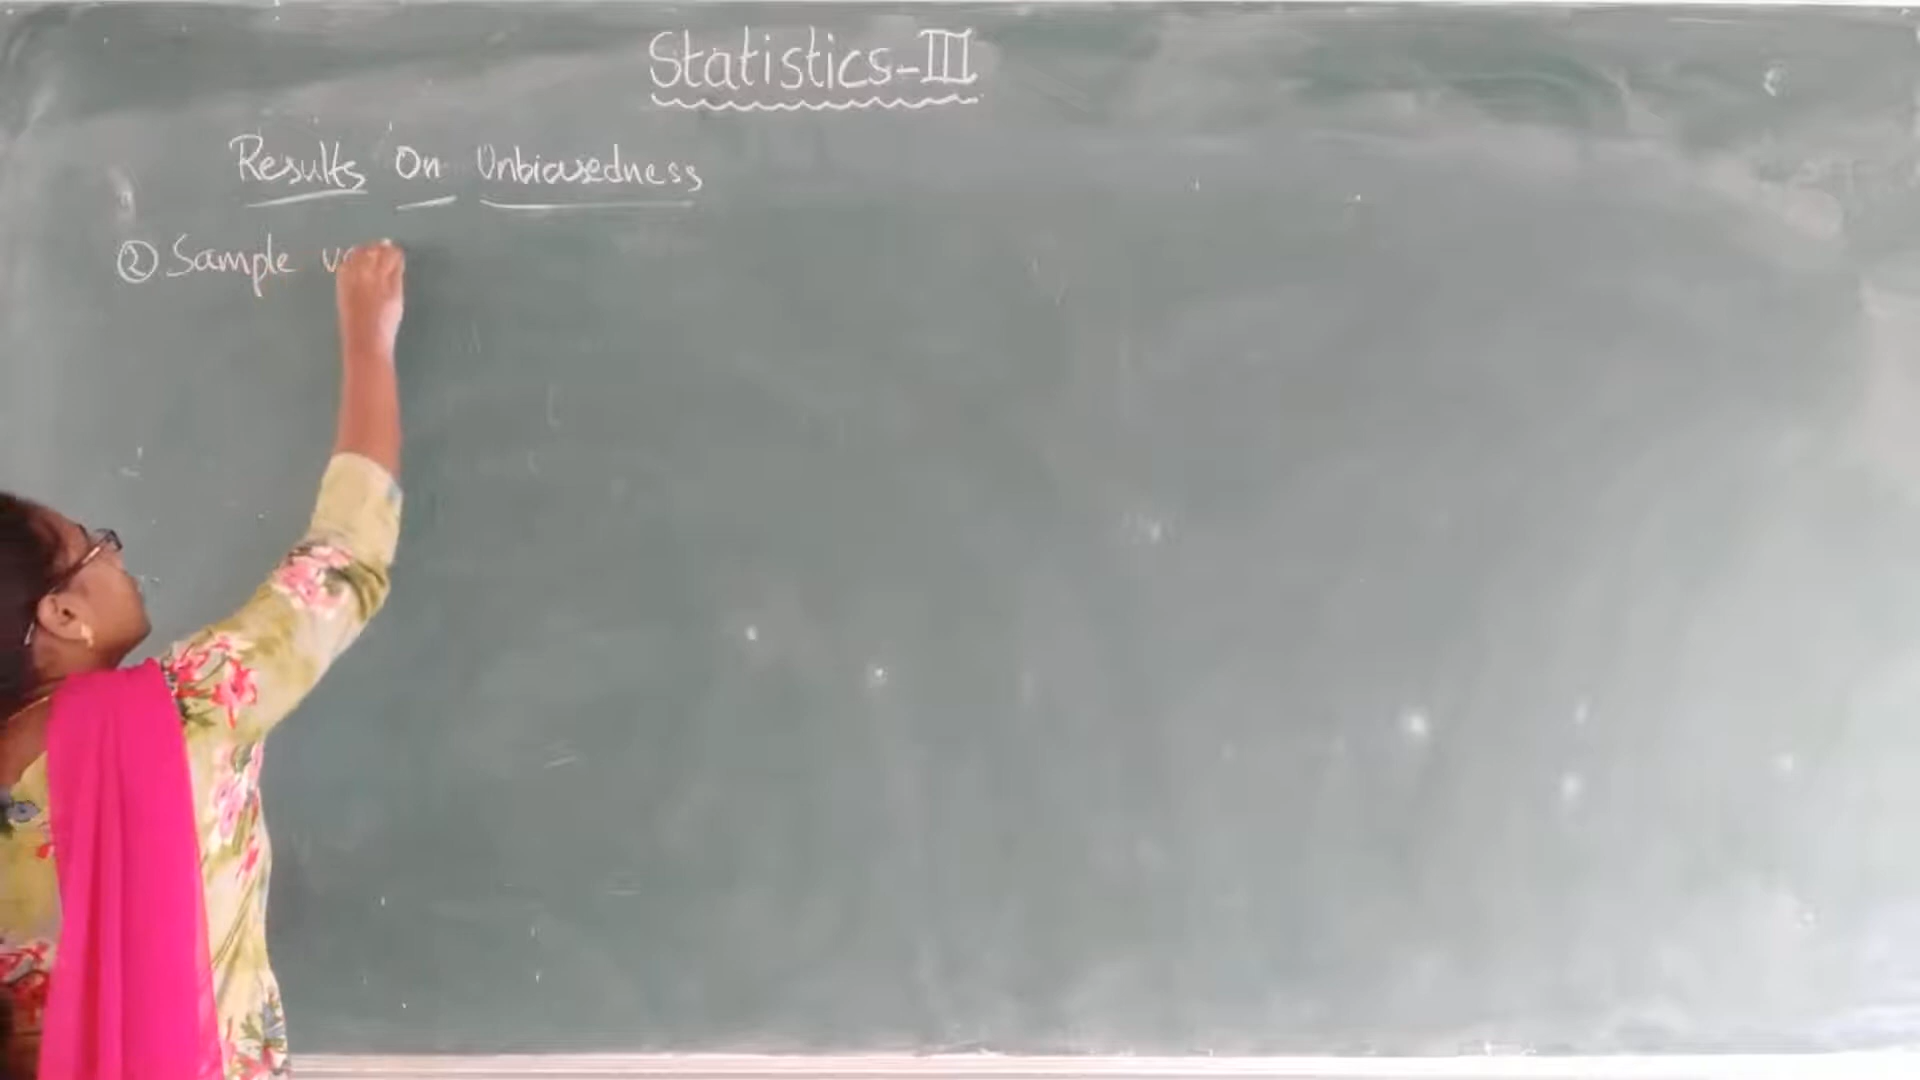 Statistics-III
Results On Unbiasedness
② Sample